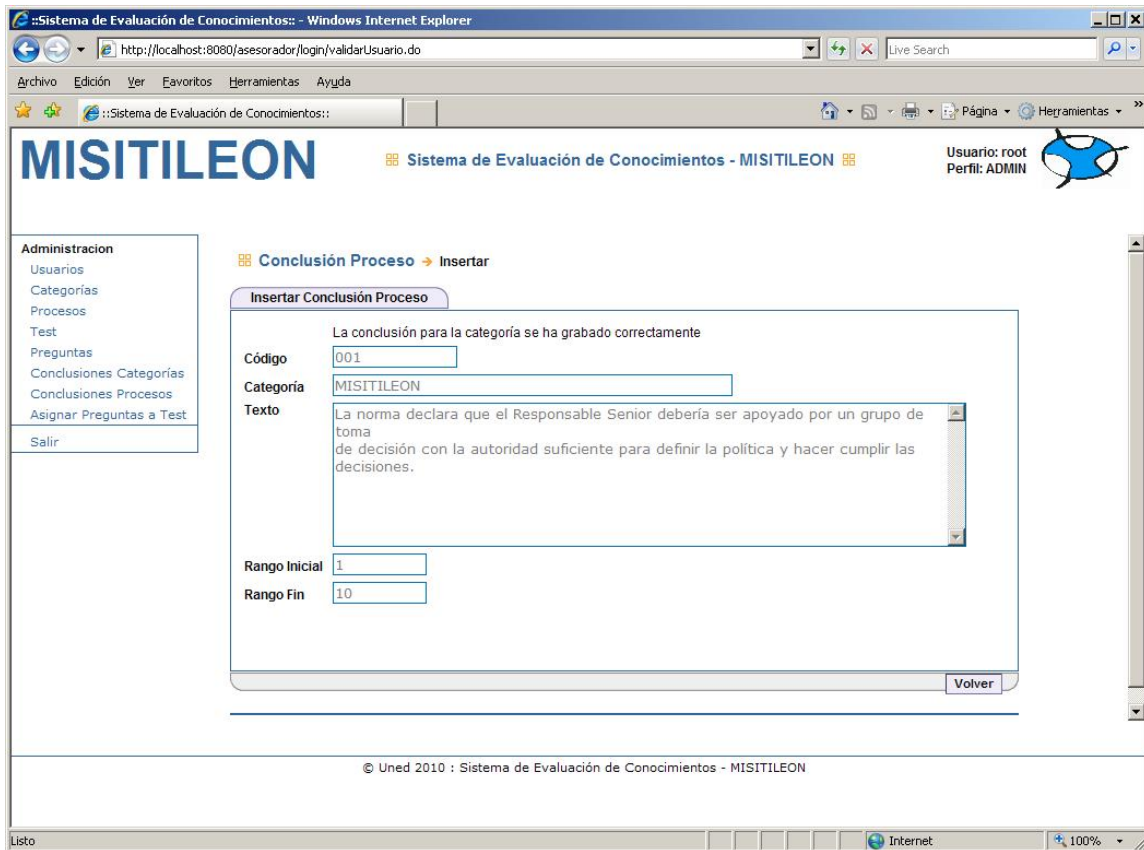 ::Sistema de Evaluación de Conocimientos:: - Windows Internet Explorer
http://localhost:8080/asesorador/login/validarUsuario.do
Live Search
Archivo Edición Ver Favoritos Herramientas Ayuda
::Sistema de Evaluación de Conocimientos::
Página
Herramientas
»
MISITILEON
Sistema de Evaluación de Conocimientos - MISITILEON
Usuario: root
Perfil: ADMIN
Administracion
Usuarios
Categorías
Procesos
Test
Preguntas
Conclusiones Categorías
Conclusiones Procesos
Asignar Preguntas a Test
Salir
Conclusión Proceso → Insertar
Insertar Conclusión Proceso
La conclusión para la categoría se ha grabado correctamente
Código 001
Categoría MISITILEON
Texto La norma declara que el Responsable Senior debería ser apoyado por un grupo de
toma
de decisión con la autoridad suficiente para definir la política y hacer cumplir las
decisiones.
Rango Inicial 1
Rango Fin 10
Volver
© Uned 2010 : Sistema de Evaluación de Conocimientos - MISITILEON
Listo
Internet
100%